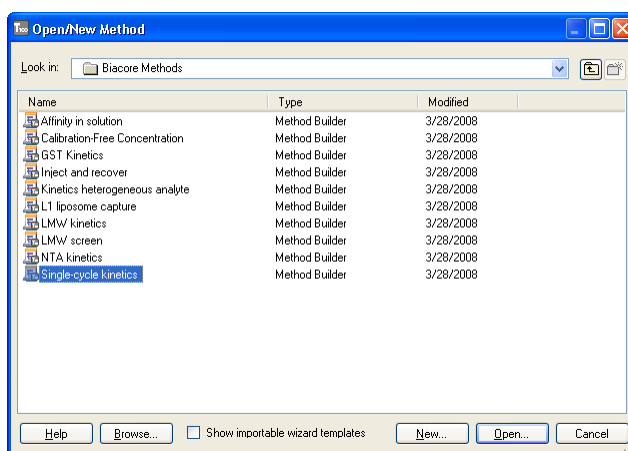 T100 Open/New Method
Look in: Biacore Methods
Name Type Modified
Affinity in solution Method Builder 3/28/2008
Calibration-Free Concentration Method Builder 3/28/2008
GST Kinetics Method Builder 3/28/2008
Inject and recover Method Builder 3/28/2008
Kinetics heterogeneous analyte Method Builder 3/28/2008
L1 liposome capture Method Builder 3/28/2008
LMW kinetics Method Builder 3/28/2008
LMW screen Method Builder 3/28/2008
NTA kinetics Method Builder 3/28/2008
Single-cycle kinetics Method Builder 3/28/2008
Help Browse... Show importable wizard templates New... Open... Cancel